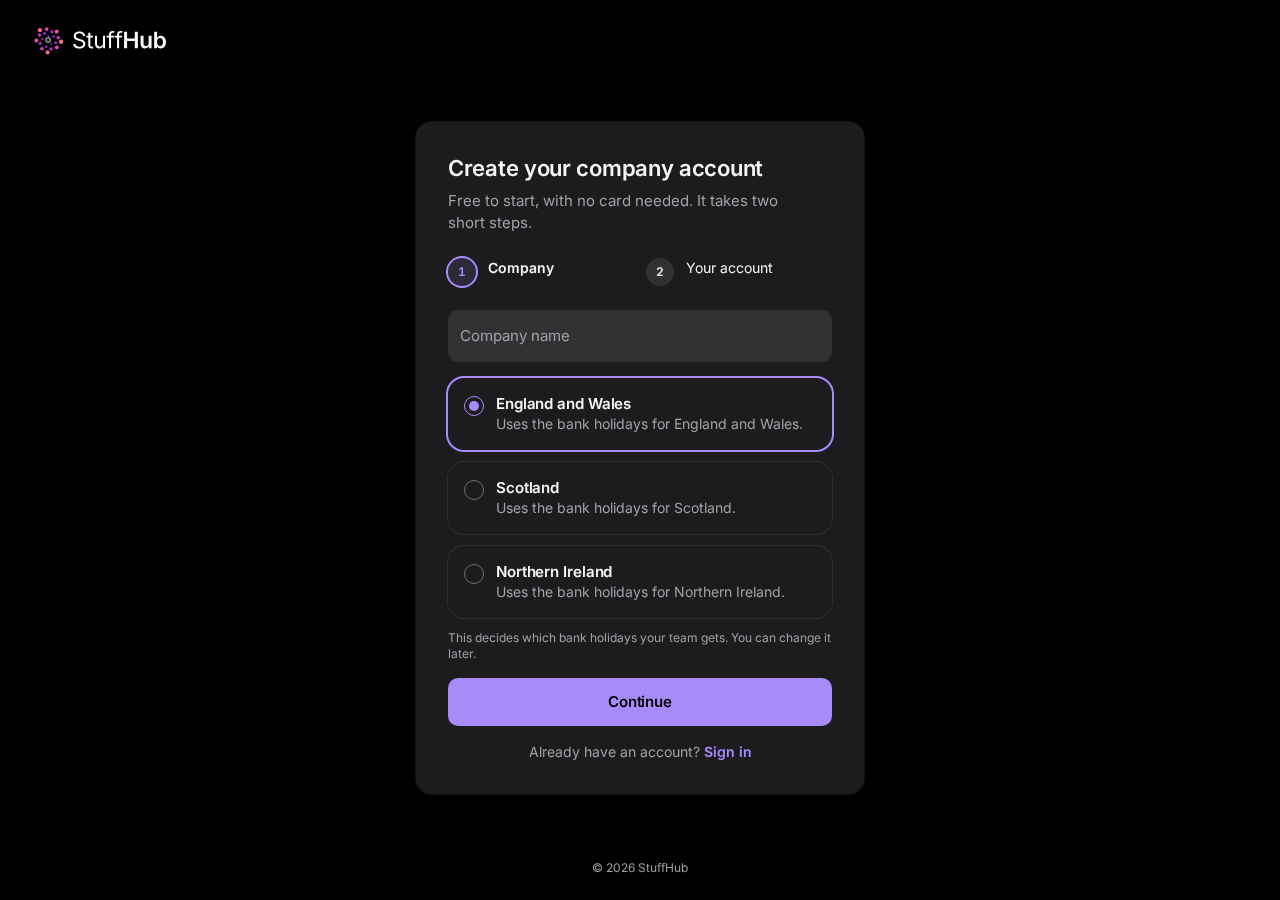 StuffHub
Create your company account
Free to start, with no card needed. It takes two
short steps.
1 Company 2 Your account
Company name
England and Wales
Uses the bank holidays for England and Wales.
Scotland
Uses the bank holidays for Scotland.
Northern Ireland
Uses the bank holidays for Northern Ireland.
This decides which bank holidays your team gets. You can change it
later.
Continue
Already have an account? Sign in
© 2026 StuffHub